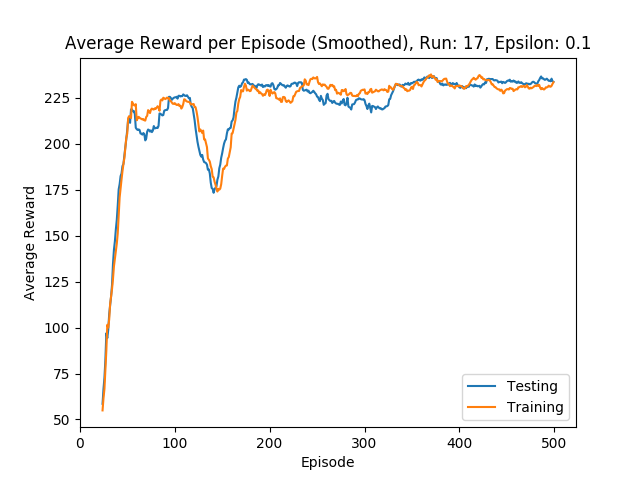 Average Reward per Episode (Smoothed), Run: 17, Epsilon: 0.1
Average Reward
225
200
175
150
125
100
75
50
0 100 200 300 400 500
Episode
Testing
Training